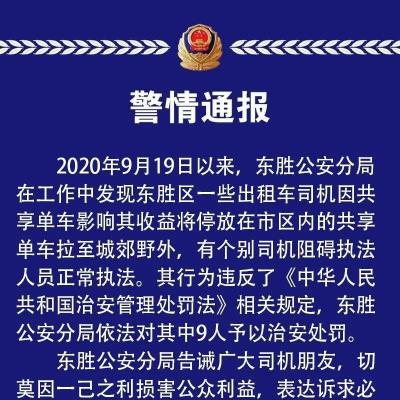 警情通报
2020年9月19日以来，东胜公安分局
在工作中发现东胜区一些出租车司机因共
享单车影响其收益将停放在市区内的共享
单车拉至城郊野外，有个别司机阻碍执法
人员正常执法。其行为违反了《中华人民
共和国治安管理处罚法》相关规定，东胜
公安分局依法对其中9人予以治安处罚。
东胜公安分局告诫广大司机朋友，切
莫因一己之利损害公众利益，表达诉求必